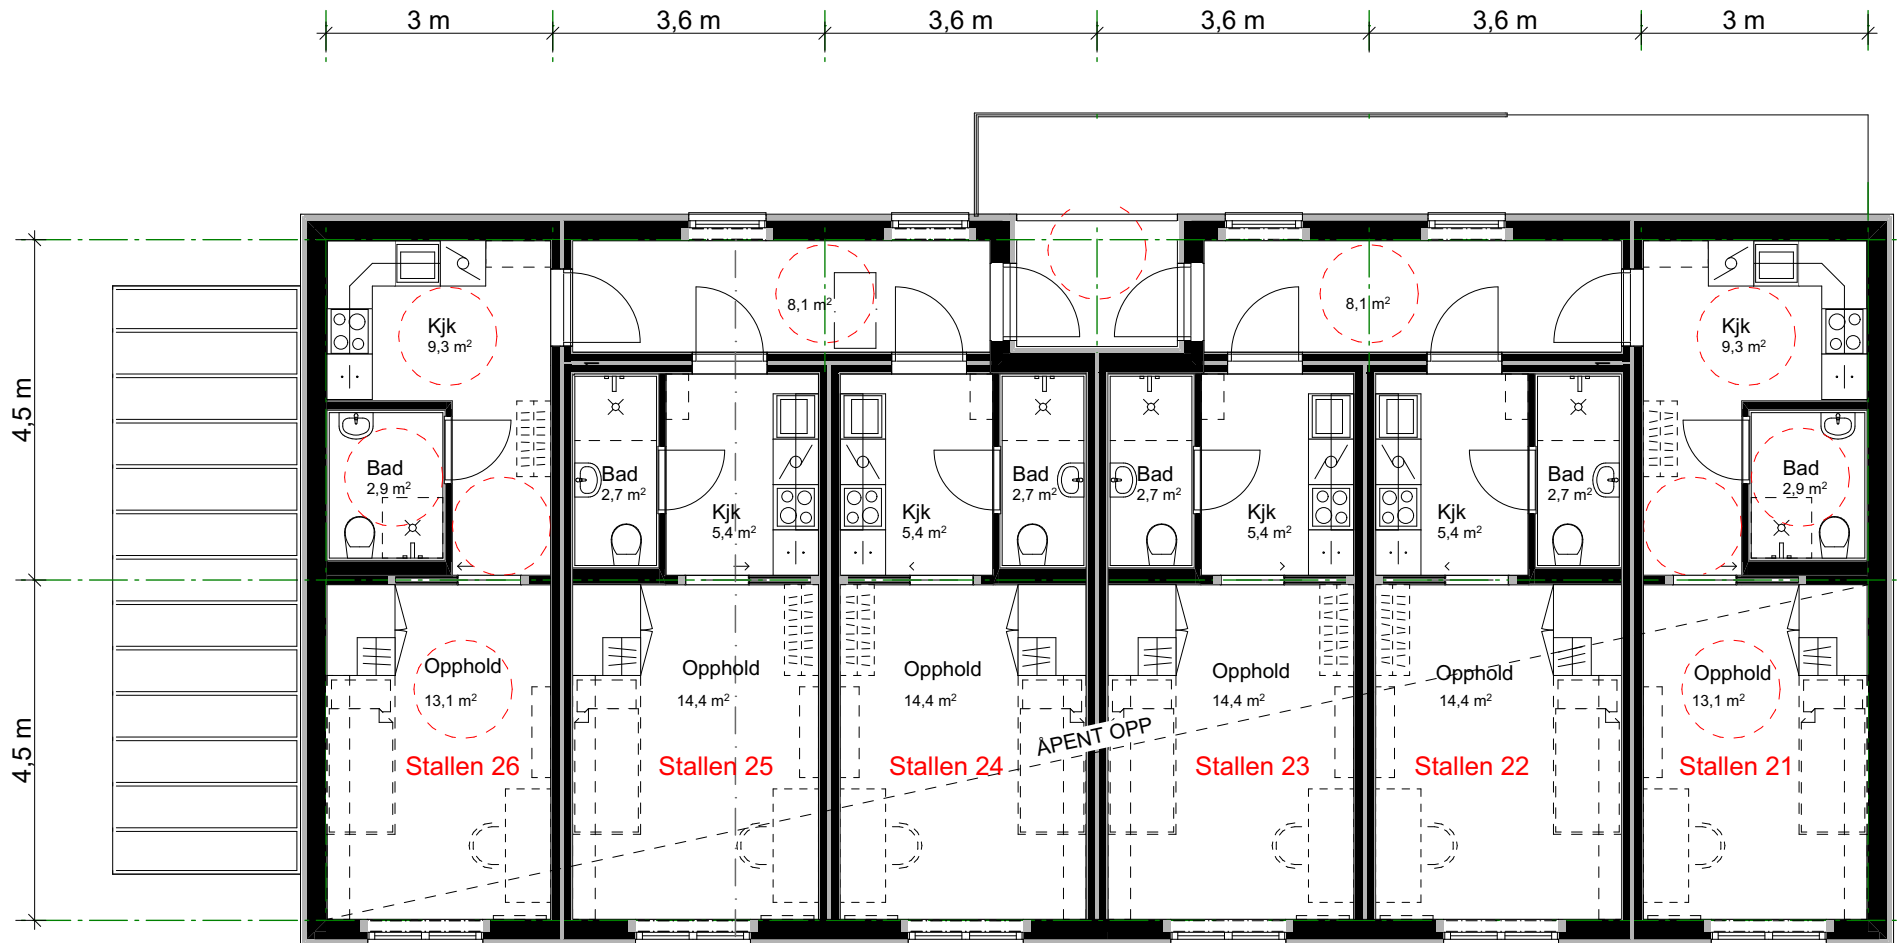 3 m
3,6 m
3,6 m
3,6 m
3,6 m
3 m
4,5 m
4,5 m
8,1 m²
8,1 m²
Kjk
9,3 m²
Kjk
9,3 m²
Bad
2,9 m²
Bad
2,7 m²
Kjk
5,4 m²
Kjk
5,4 m²
Bad
2,7 m²
Bad
2,7 m²
Kjk
5,4 m²
Kjk
5,4 m²
Bad
2,7 m²
Bad
2,9 m²
Opphold
13,1 m²
Opphold
14,4 m²
Opphold
14,4 m²
Opphold
14,4 m²
Opphold
14,4 m²
Opphold
13,1 m²
ÅPENT OPP
Stallen 26
Stallen 25
Stallen 24
Stallen 23
Stallen 22
Stallen 21